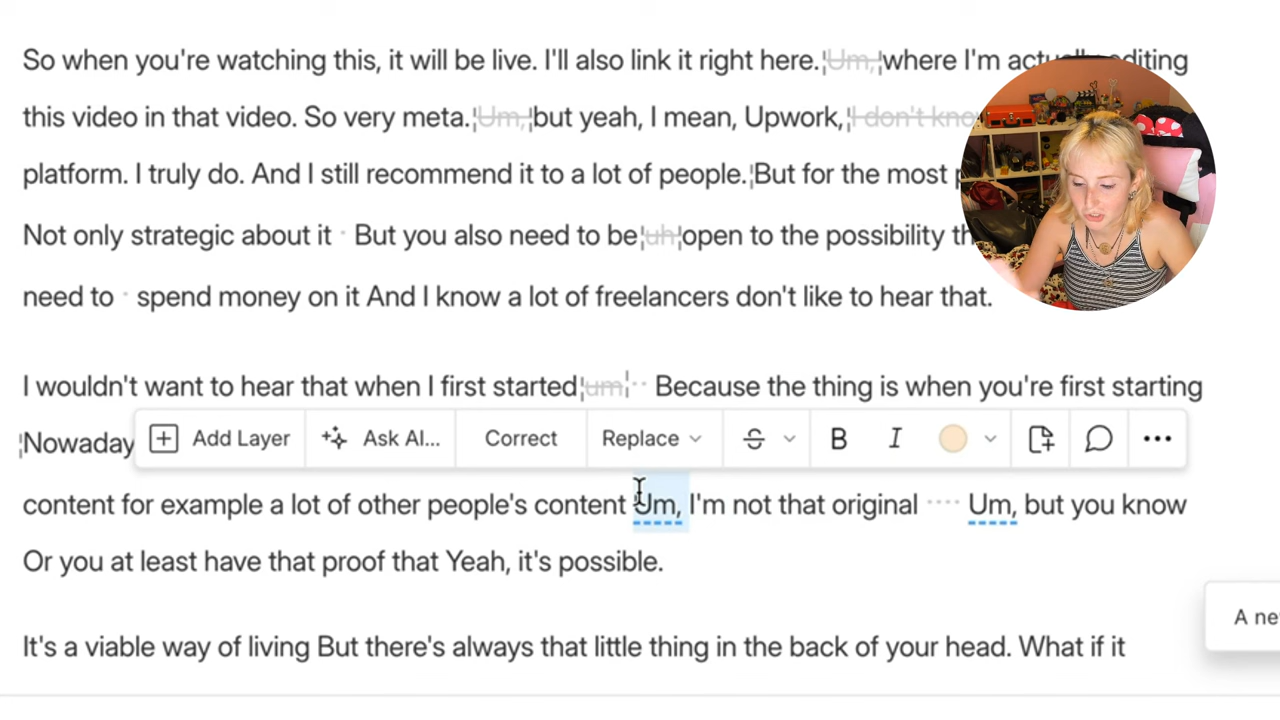 So when you're watching this, it will be live. I'll also link it right here. Um, where I'm actually editing
this video in that video. So very meta. Um, but yeah, I mean, Upwork, I don't
platform. I truly do. And I still recommend it to a lot of people. But for the most
Not only strategic about it · But you also need to be uh open to the possibility
need to · spend money on it And I know a lot of freelancers don't like to hear that.
I wouldn't want to hear that when I first started um ·· Because the thing is when you're first starting
Add Layer Ask AI... Correct Replace B I
content for example a lot of other people's content Um, I'm not that original ···· Um, but you know
Or you at least have that proof that Yeah, it's possible.
A
It's a viable way of living But there's always that little thing in the back of your head. What if it